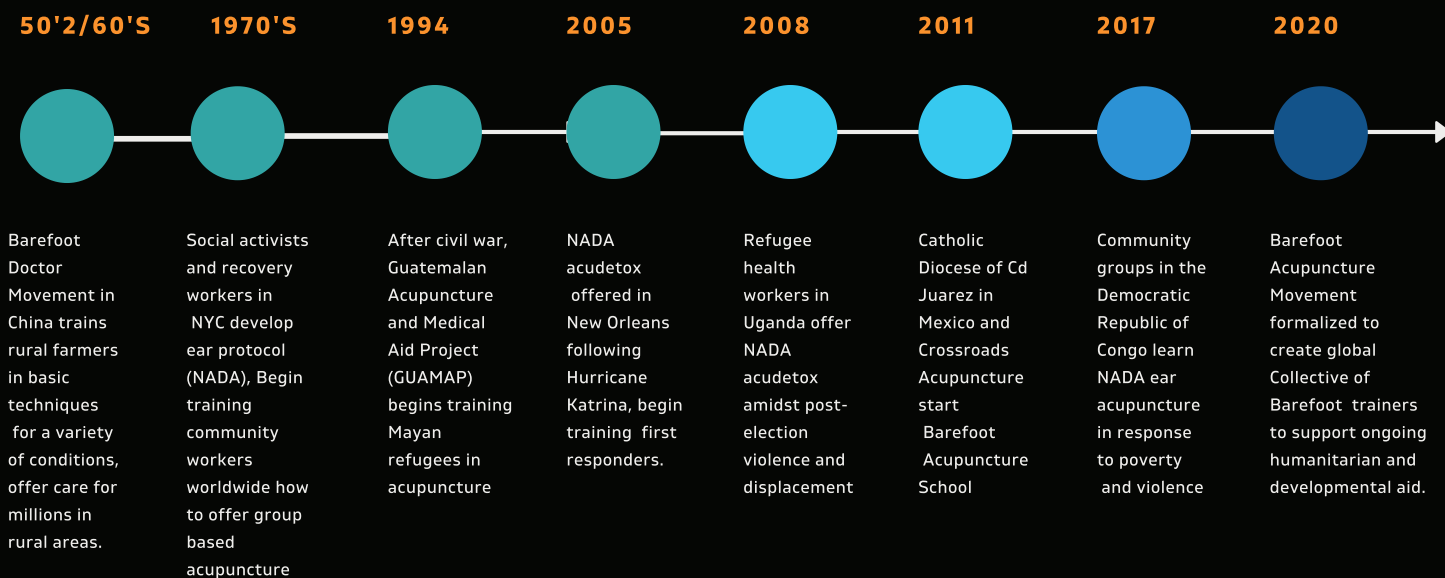 50'2/60'S
1970'S
1994
2005
2008
2011
2017
2020
Barefoot
Doctor
Movement in
China trains
rural farmers
in basic
techniques
for a variety
of conditions,
offer care for
millions in
rural areas.
Social activists
and recovery
workers in
NYC develop
ear protocol
(NADA), Begin
training
community
workers
worldwide how
to offer group
based
acupuncture
After civil war,
Guatemalan
Acupuncture
and Medical
Aid Project
(GUAMAP)
begins training
Mayan
refugees in
acupuncture
NADA
acudetox
offered in
New Orleans
following
Hurricane
Katrina, begin
training first
responders.
Refugee
health
workers in
Uganda offer
NADA
acudetox
amidst post-
election
violence and
displacement
Catholic
Diocese of Cd
Juarez in
Mexico and
Crossroads
Acupuncture
start
Barefoot
Acupuncture
School
Community
groups in the
Democratic
Republic of
Congo learn
NADA ear
acupuncture
in response
to poverty
and violence
Barefoot
Acupuncture
Movement
formalized to
create global
Collective of
Barefoot trainers
to support ongoing
humanitarian and
developmental aid.